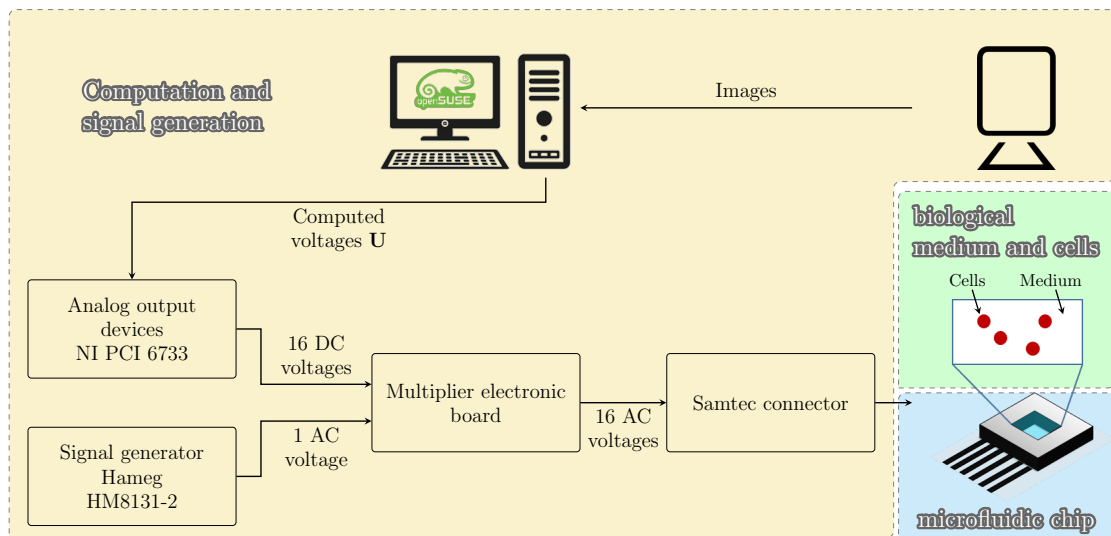 Computation and
signal generation
openSUSE
Images
Computed
voltages U
biological
medium and cells
Cells
Medium
Analog output
devices
NI PCI 6733
16 DC
voltages
Multiplier electronic
board
16 AC
voltages
Samtec connector
1 AC
voltage
Signal generator
Hameg
HM8131-2
microfluidic chip